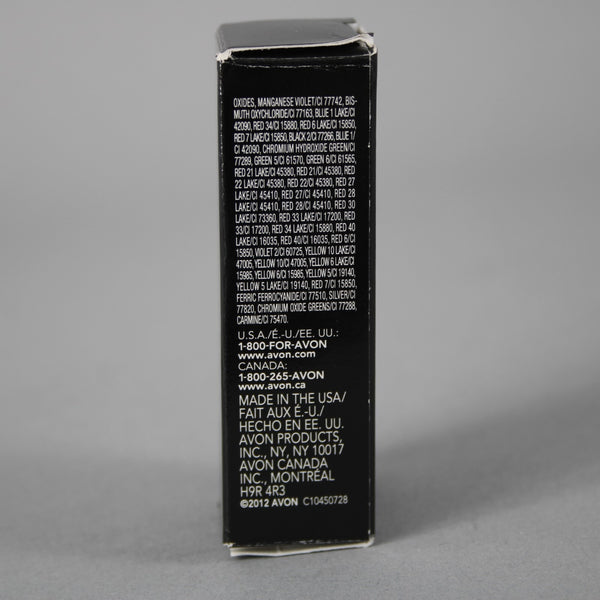 OXIDES, MANGANESE VIOLET/CI 77742, BIS-
MUTH OXYCHLORIDE/CI 77163, BLUE 1 LAKE/CI
42090, RED 34/CI 15880, RED 6 LAKE/CI 15850,
RED 7 LAKE/CI 15850, BLACK 2/CI 77266, BLUE 1/
CI 42090, CHROMIUM HYDROXIDE GREEN/CI
77289, GREEN 5/CI 61570, GREEN 6/CI 61565,
RED 21 LAKE/CI 45380, RED 21/CI 45380, RED
22 LAKE/CI 45380, RED 22/CI 45380, RED 27
LAKE/CI 45410, RED 27/CI 45410, RED 28
LAKE/CI 45410, RED 28/CI 45410, RED 30
LAKE/CI 73360, RED 33 LAKE/CI 17200, RED
33/CI 17200, RED 34 LAKE/CI 15880, RED 40
LAKE/CI 16035, RED 40/CI 16035, RED 6/CI
15850, VIOLET 2/CI 60725, YELLOW 10 LAKE/CI
47005, YELLOW 10/CI 47005, YELLOW 6 LAKE/CI
15985, YELLOW 6/CI 15985, YELLOW 5/CI 19140,
YELLOW 5 LAKE/CI 19140, RED 7/CI 15850,
FERRIC FERROCYANIDE/CI 77510, SILVER/CI
77820, CHROMIUM OXIDE GREENS/CI 77288,
CARMINE/CI 75470.
U.S.A./É.-U./EE. UU.:
1-800-FOR-AVON
www.avon.com
CANADA:
1-800-265-AVON
www.avon.ca
MADE IN THE USA/
FAIT AUX É.-U./
HECHO EN EE. UU.
AVON PRODUCTS,
INC., NY, NY 10017
AVON CANADA
INC., MONTRÉAL
H9R 4R3
©2012 AVON C10450728